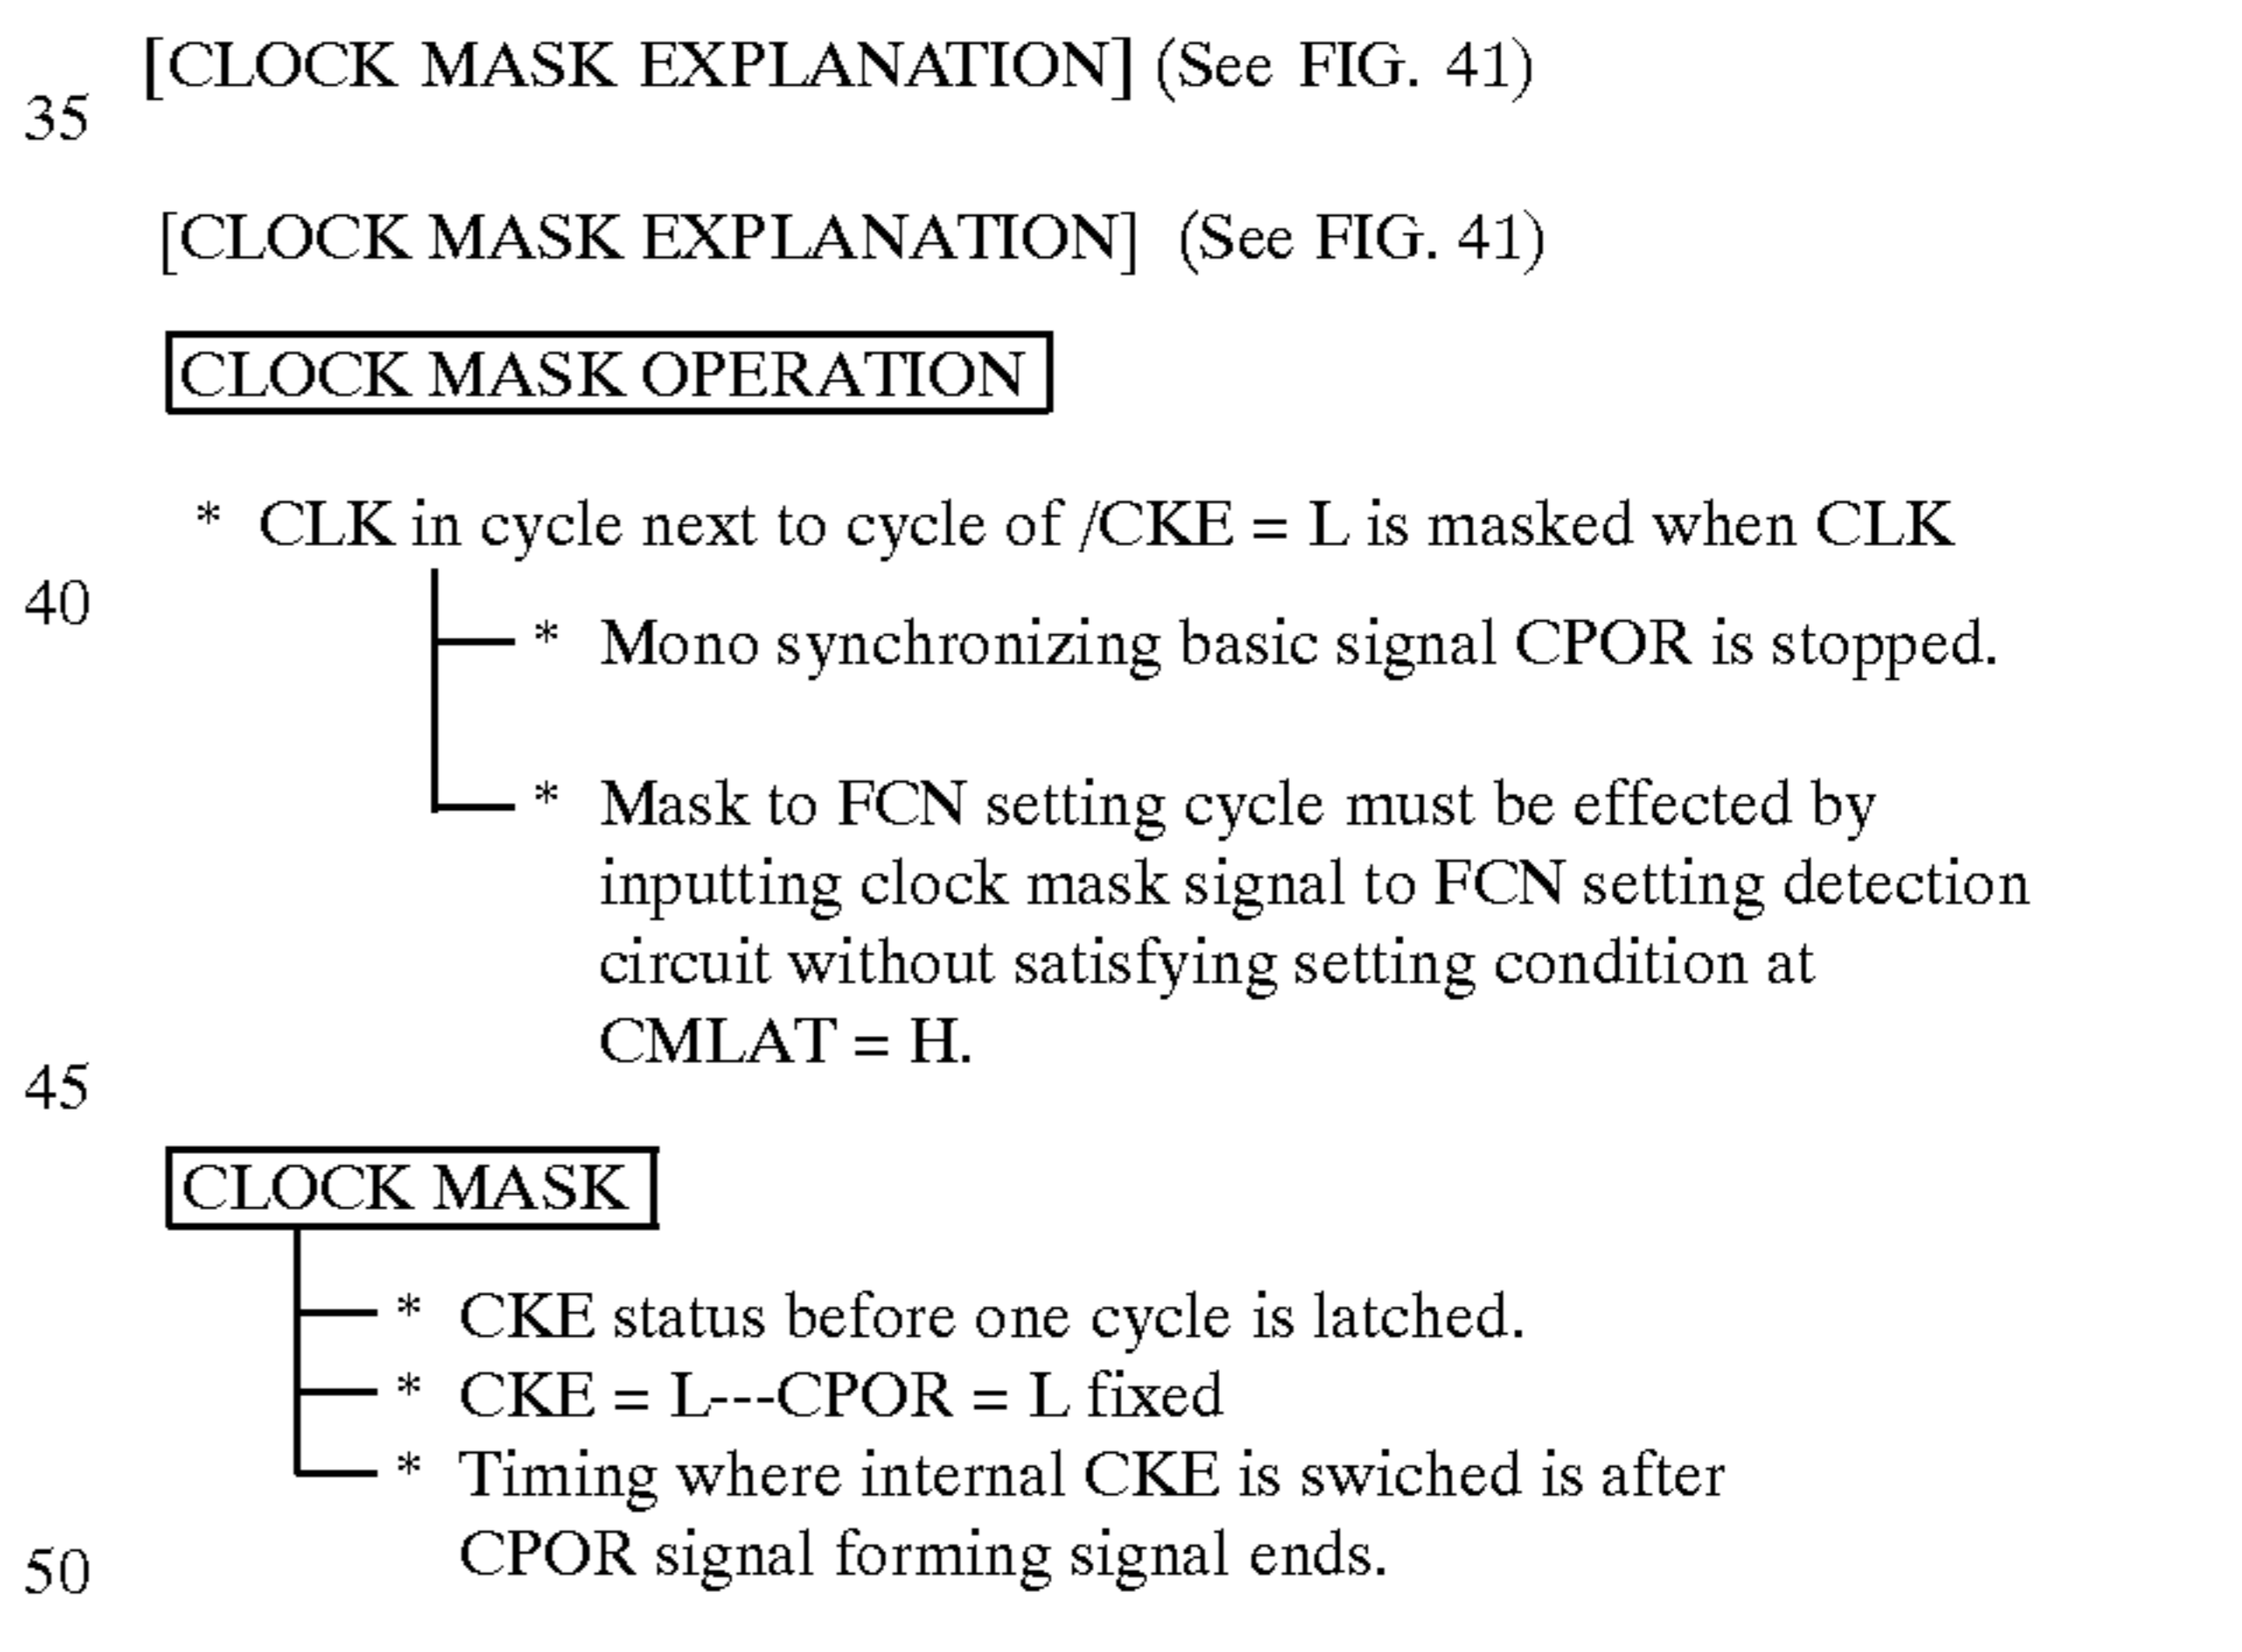 [CLOCK MASK EXPLANATION] (See FIG. 41)
35
[CLOCK MASK EXPLANATION] (See FIG. 41)
CLOCK MASK OPERATION
* CLK in cycle next to cycle of /CKE = L is masked when CLK
40
* Mono synchronizing basic signal CPOR is stopped.
* Mask to FCN setting cycle must be effected by
inputting clock mask signal to FCN setting detection
circuit without satisfying setting condition at
CMLAT = H.
45
CLOCK MASK
* CKE status before one cycle is latched.
* CKE = L---CPOR = L fixed
* Timing where internal CKE is swiched is after
CPOR signal forming signal ends.
50